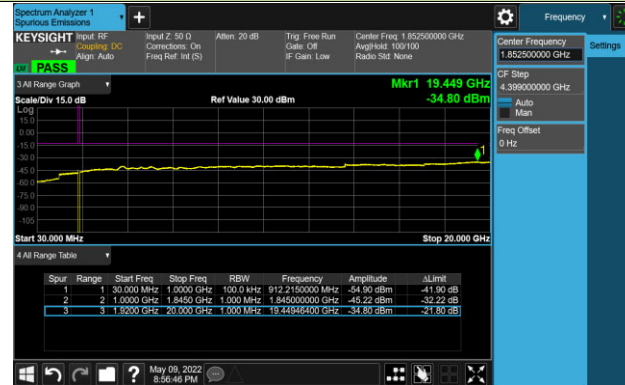 Spectrum Analyzer 1
Spurious Emissions
+
Frequency
KEYSIGHT
Input: RF
Coupling: DC
Align: Auto
Input Z: 50 Ω
Corrections: On
Freq Ref: Int (S)
Atten: 20 dB
Trig: Free Run
Gate: Off
IF Gain: Low
Center Freq: 1.852500000 GHz
Avg|Hold: 100/100
Radio Std: None
PASS
Center Frequency
1.852500000 GHz
Settings
CF Step
4.399000000 GHz
Auto
Man
Freq Offset
0 Hz
3 All Range Graph
Mkr1 19.449 GHz
Scale/Div 15.0 dB
Ref Value 30.00 dBm
-34.80 dBm
Log
15.0
0.00
-15.0
-30.0
-45.0
-60.0
-75.0
-90.0
-105
1
Start 30.000 MHz
Stop 20.000 GHz
4 All Range Table
Spur Range Start Freq Stop Freq RBW Frequency Amplitude ΔLimit
1 1 30.000 MHz 1.0000 GHz 100.0 kHz 912.2150000 MHz -54.90 dBm -41.90 dB
2 2 1.0000 GHz 1.8450 GHz 1.000 MHz 1.845000000 GHz -45.22 dBm -32.22 dB
3 3 1.9200 GHz 20.000 GHz 1.000 MHz 19.44946400 GHz -34.80 dBm -21.80 dB
?
May 09, 2022
8:56:46 PM